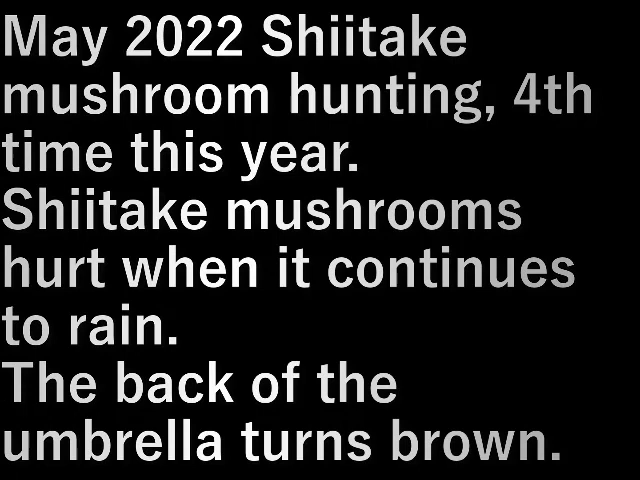 May 2022 Shiitake
mushroom hunting, 4th
time this year.
Shiitake mushrooms
hurt when it continues
to rain.
The back of the
umbrella turns brown.